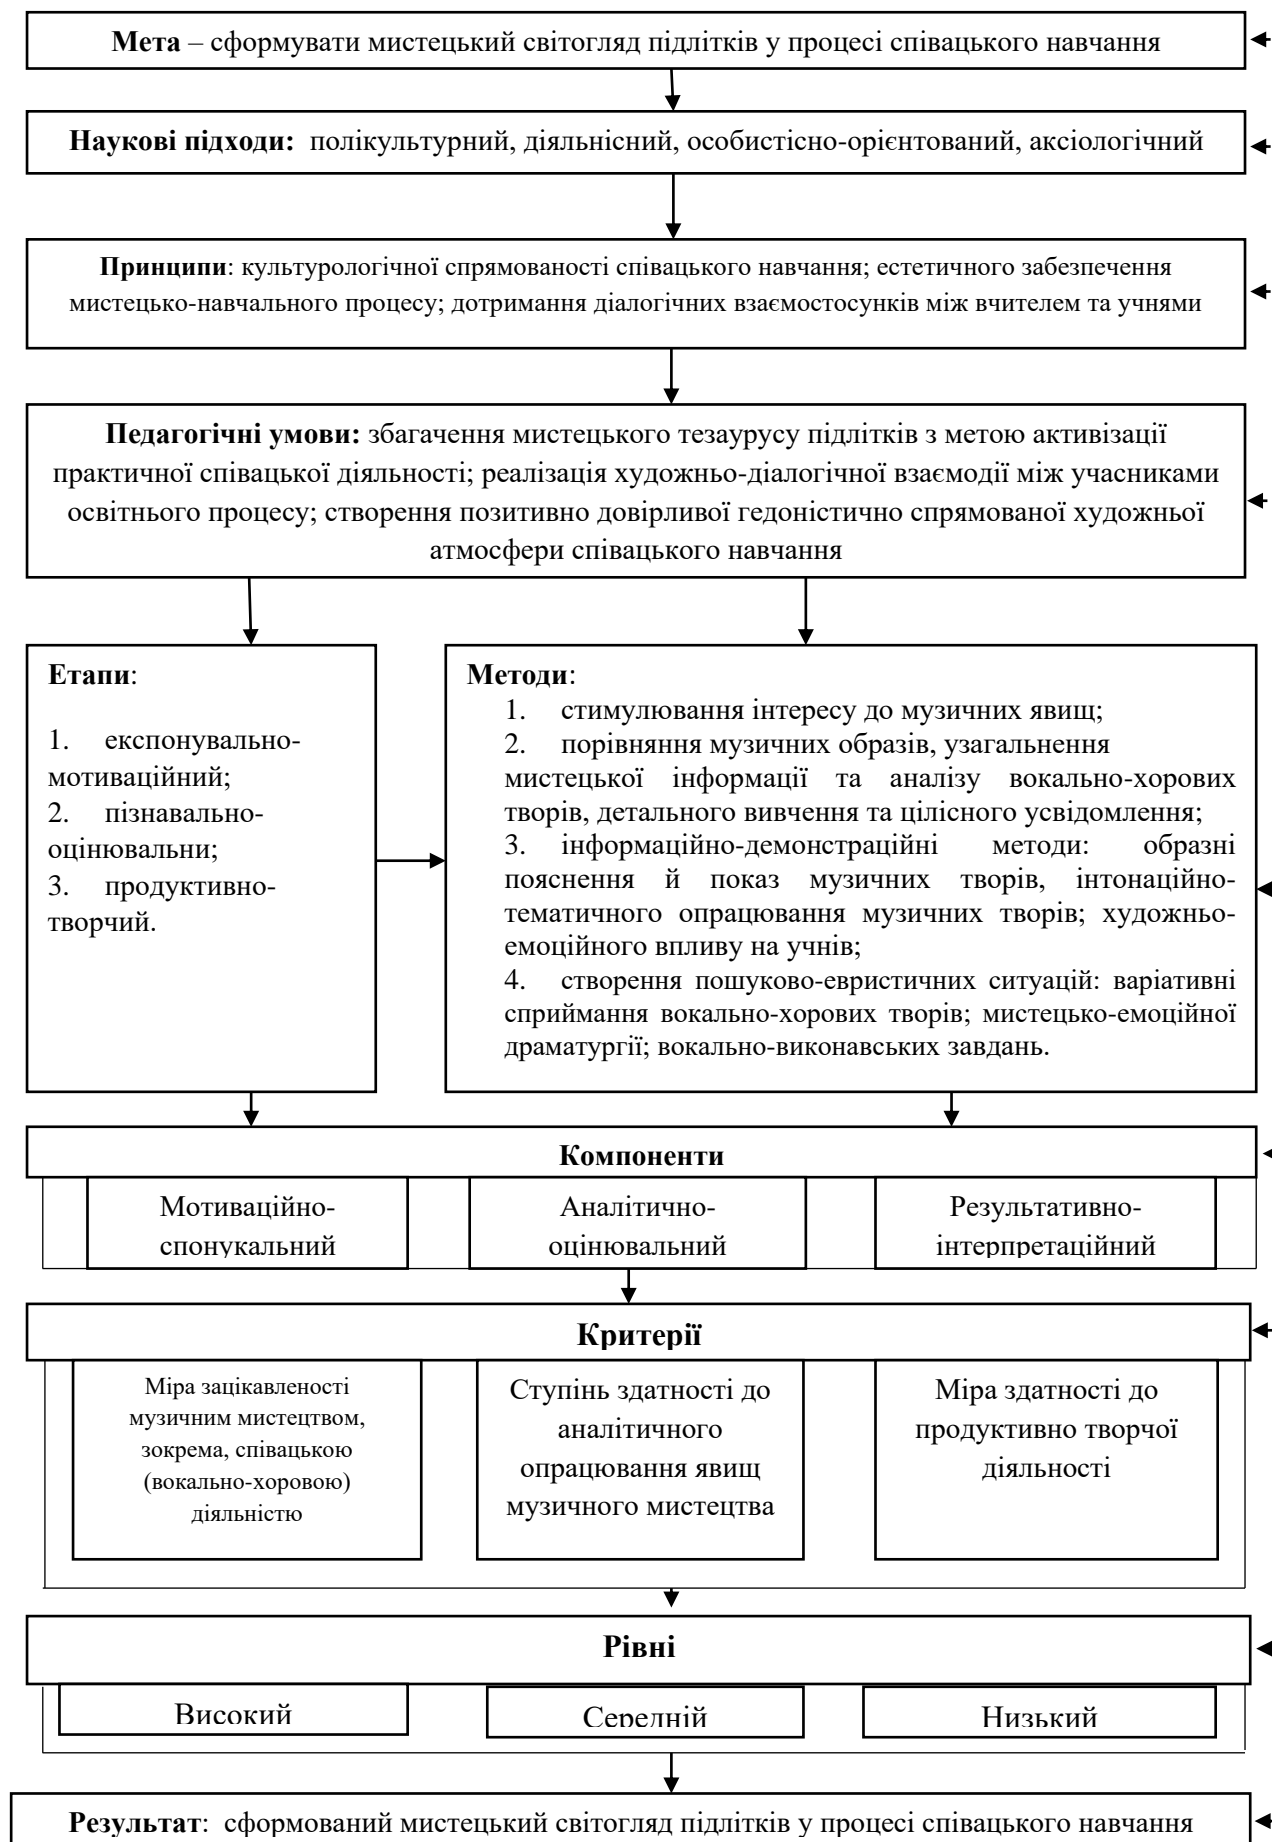 Мета – сформувати мистецький світогляд підлітків у процесі співацького навчання
Наукові підходи: полікультурний, діяльнісний, особистісно-орієнтований, аксіологічний
Принципи: культурологічної спрямованості співацького навчання; естетичного забезпечення
мистецько-навчального процесу; дотримання діалогічних взаємостосунків між вчителем та учнями
Педагогічні умови: збагачення мистецького тезаурусу підлітків з метою активізації
практичної співацької діяльності; реалізація художньо-діалогічної взаємодії між учасниками
освітнього процесу; створення позитивно довірливої гедоністично спрямованої художньої
атмосфери співацького навчання
Етапи:
1. експонувально-
мотиваційний;
2. пізнавально-
оцінювальни;
3. продуктивно-
творчий.
Методи:
1. стимулювання інтересу до музичних явищ;
2. порівняння музичних образів, узагальнення
мистецької інформації та аналізу вокально-хорових
творів, детального вивчення та цілісного усвідомлення;
3. інформаційно-демонстраційні методи: образні
пояснення й показ музичних творів, інтонаційно-
тематичного опрацювання музичних творів; художньо-
емоційного впливу на учнів;
4. створення пошуково-евристичних ситуацій: варіативні
сприймання вокально-хорових творів; мистецько-емоційної
драматургії; вокально-виконавських завдань.
Компоненти
Мотиваційно-
спонукальний
Аналітично-
оцінювальний
Результативно-
інтерпретаційний
Критерії
Міра зацікавленості
музичним мистецтвом,
зокрема, співацькою
(вокально-хоровою)
діяльністю
Ступінь здатності до
аналітичного
опрацювання явищ
музичного мистецтва
Міра здатності до
продуктивно творчої
діяльності
Рівні
Високий
Середній
Низький
Результат: сформований мистецький світогляд підлітків у процесі співацького навчання